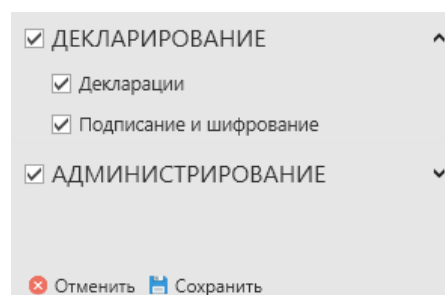 ДЕКЛАРИРОВАНИЕ
Декларации
Подписание и шифрование
АДМИНИСТРИРОВАНИЕ
Отменить Сохранить